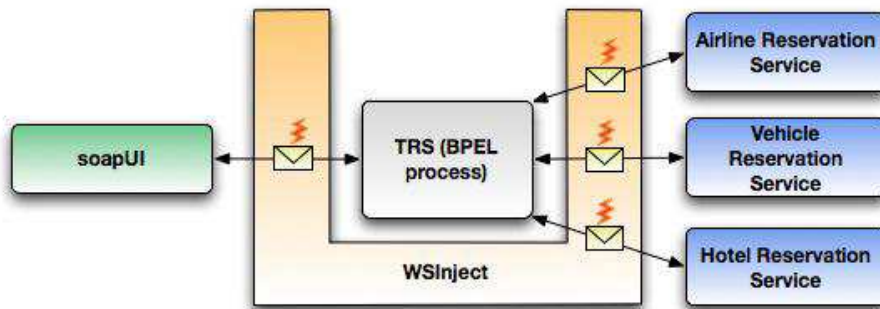 soapUI
TRS (BPEL
process)
WSInject
Airline Reservation
Service
Vehicle
Reservation
Service
Hotel Reservation
Service